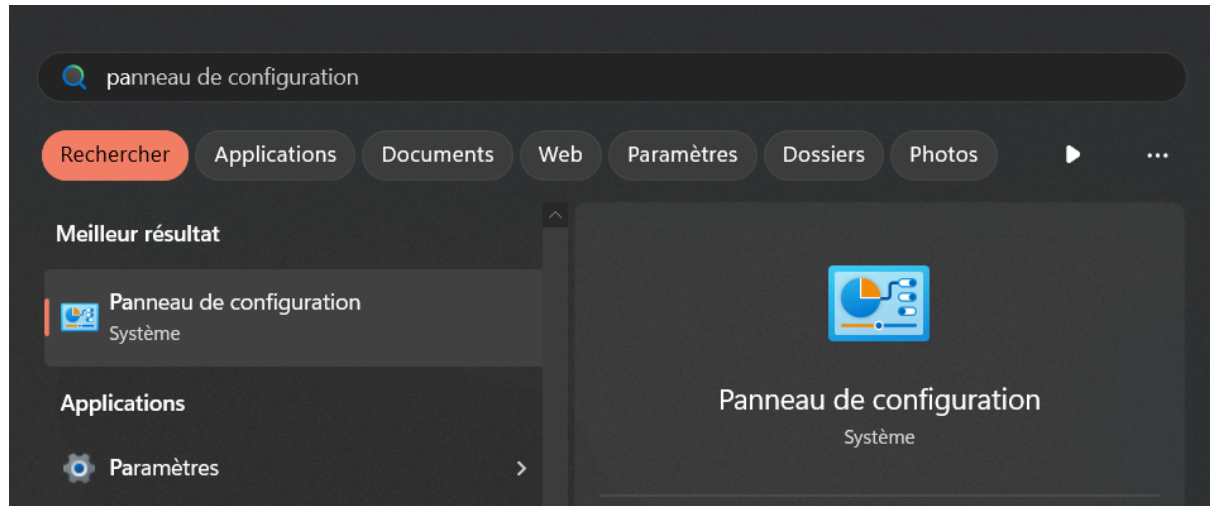 panneau de configuration
Rechercher Applications Documents Web Paramètres Dossiers Photos
Meilleur résultat
Panneau de configuration
Système
Applications
Paramètres
Panneau de configuration
Système